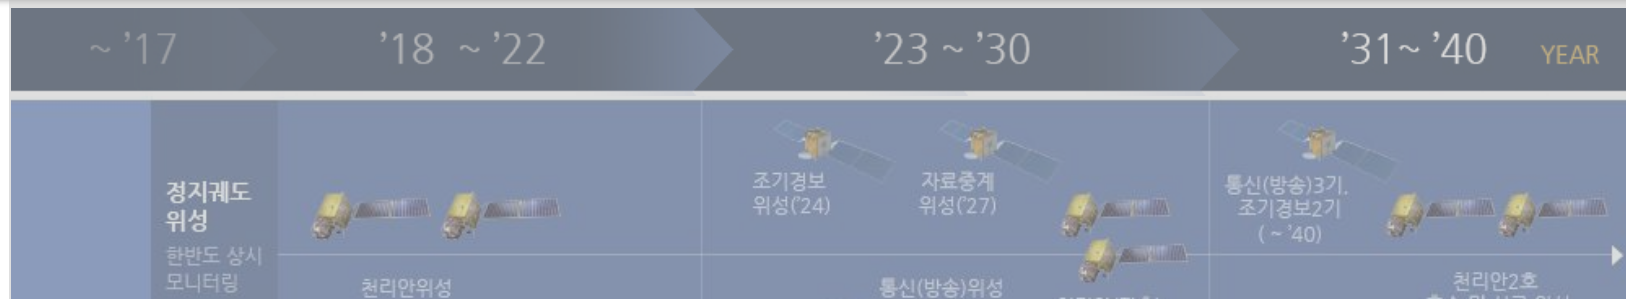 ~ ’17
’18 ~ ’22
’23 ~ ’30
’31~ ’40
YEAR
정지궤도
위성
한반도 상시
모니터링
천리안위성
조기경보
위성(’24)
자료중계
위성(’27)
통신(방송)위성
통신(방송)3기,
조기경보2기
( ~ ’40)
천리안2호